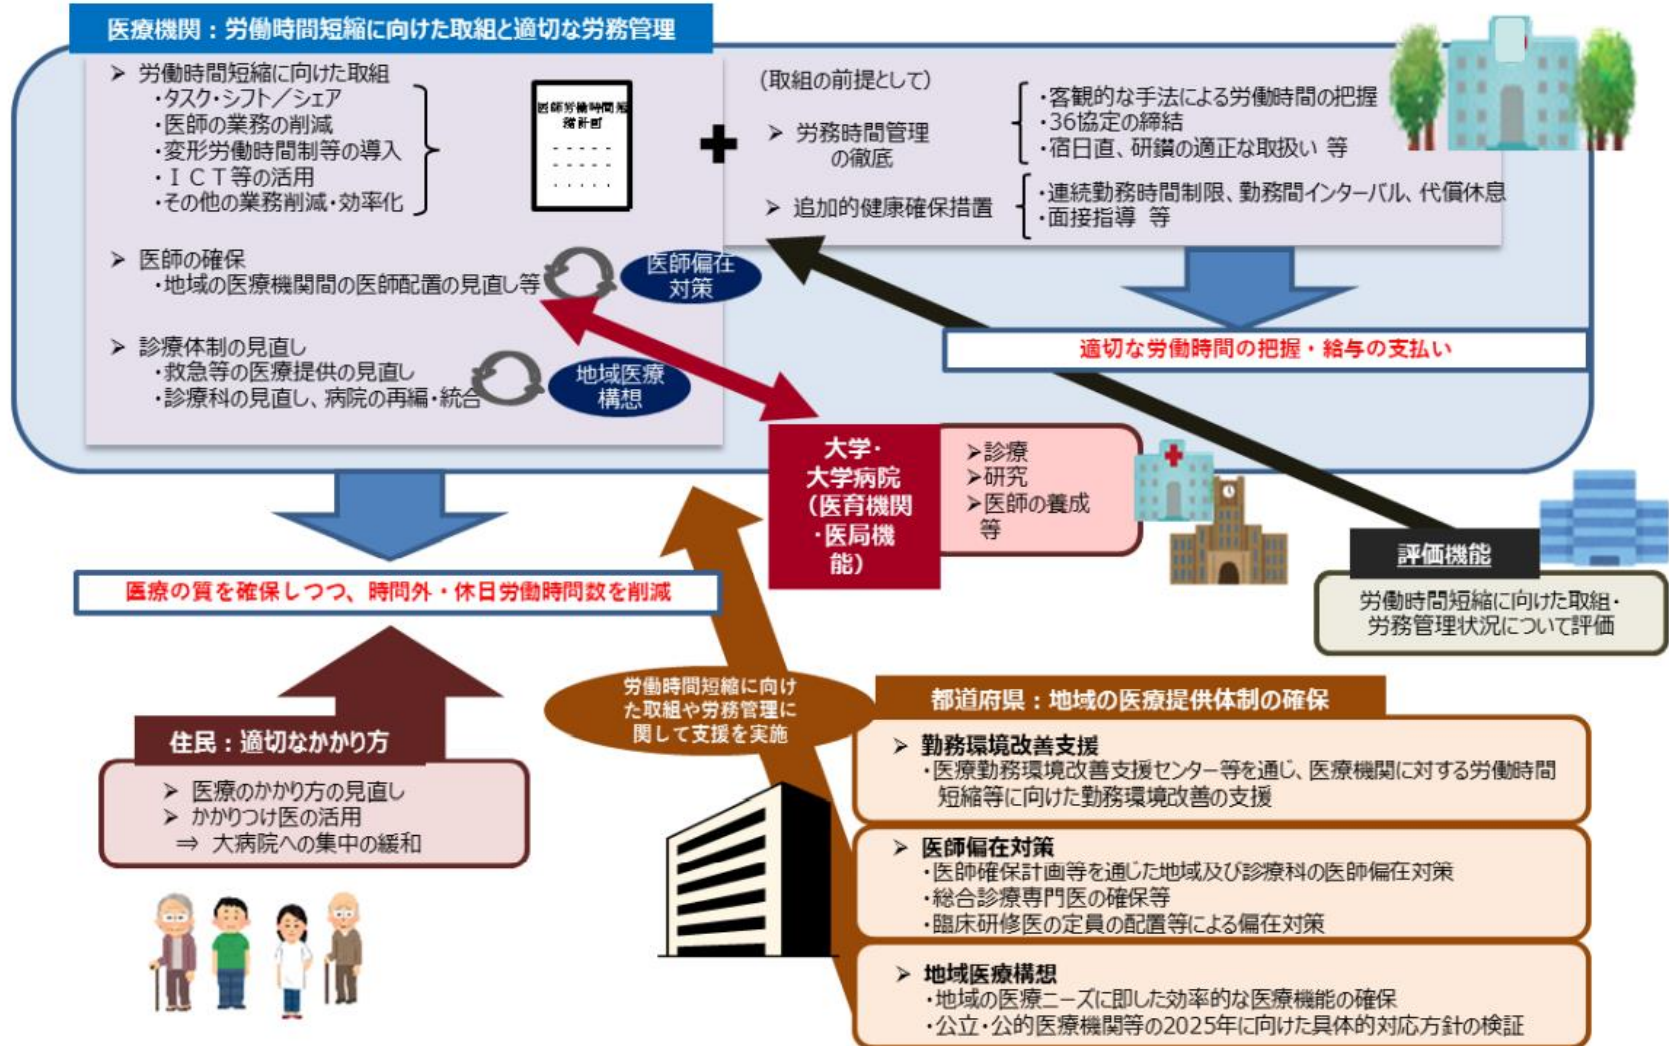 医療機関：労働時間短縮に向けた取組と適切な労務管理
➢ 労働時間短縮に向けた取組
・タスク・シフト／シェア
・医師の業務の削減
・変形労働時間制等の導入
・ＩＣＴ等の活用
・その他の業務削減・効率化
医師労働時間短
縮計画
(取組の前提として)
➢ 労務時間管理
の徹底
・客観的な手法による労働時間の把握
・36協定の締結
・宿日直、研鑽の適正な取扱い 等
➢ 追加的健康確保措置
・連続勤務時間制限、勤務間インターバル、代償休息
・面接指導 等
➢ 医師の確保
・地域の医療機関間の医師配置の見直し等
医師偏在
対策
➢ 診療体制の見直し
・救急等の医療提供の見直し
・診療科の見直し、病院の再編・統合
地域医療
構想
適切な労働時間の把握・給与の支払い
大学・
大学病院
（医育機関
・医局機
能）
➢診療
➢研究
➢医師の養成
等
評価機能
労働時間短縮に向けた取組・
労務管理状況について評価
医療の質を確保しつつ、時間外・休日労働時間数を削減
労働時間短縮に向け
た取組や労務管理に
関して支援を実施
住民：適切なかかり方
➢ 医療のかかり方の見直し
➢ かかりつけ医の活用
⇒ 大病院への集中の緩和
都道府県：地域の医療提供体制の確保
➢ 勤務環境改善支援
・医療勤務環境改善支援センター等を通じ、医療機関に対する労働時間
短縮等に向けた勤務環境改善の支援
➢ 医師偏在対策
・医師確保計画等を通じた地域及び診療科の医師偏在対策
・総合診療専門医の確保等
・臨床研修医の定員の配置等による偏在対策
➢ 地域医療構想
・地域の医療ニーズに即した効率的な医療機能の確保
・公立・公的医療機関等の2025年に向けた具体的対応方針の検証